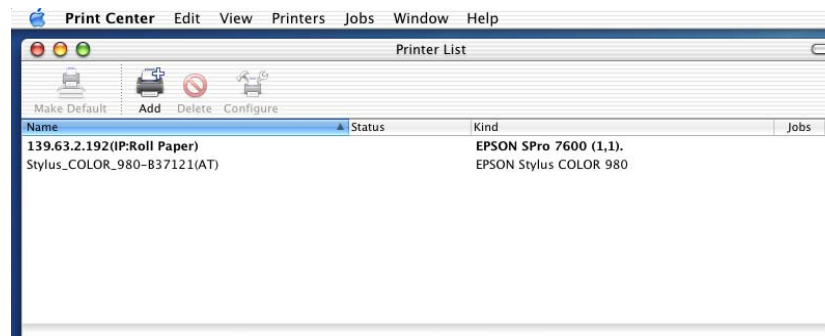 Print Center Edit View Printers Jobs Window Help
Printer List
Make Default Add Delete Configure
Name Status Kind Jobs
139.63.2.192(IP:Roll Paper) EPSON SPro 7600 (1,1).
Stylus_COLOR_980-B37121(AT) EPSON Stylus COLOR 980